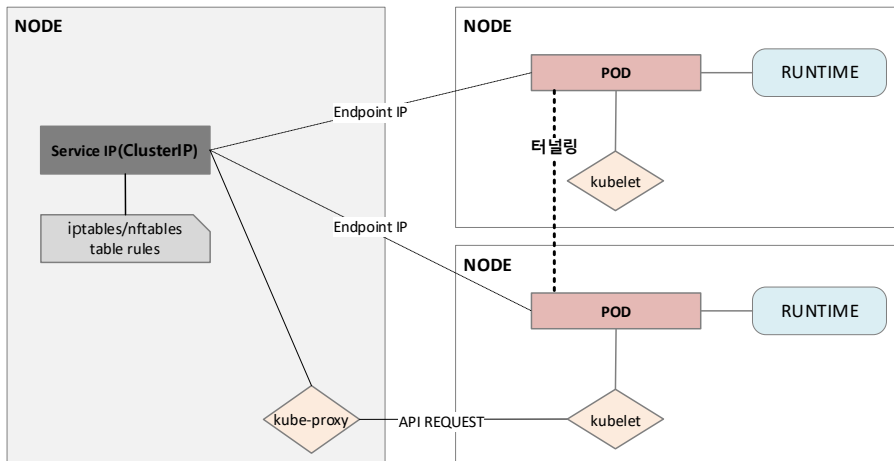 NODE
Service IP(ClusterIP)
iptables/nftables
table rules
kube-proxy
Endpoint IP
Endpoint IP
API REQUEST
NODE
POD
RUNTIME
터널링
kubelet
NODE
POD
RUNTIME
kubelet